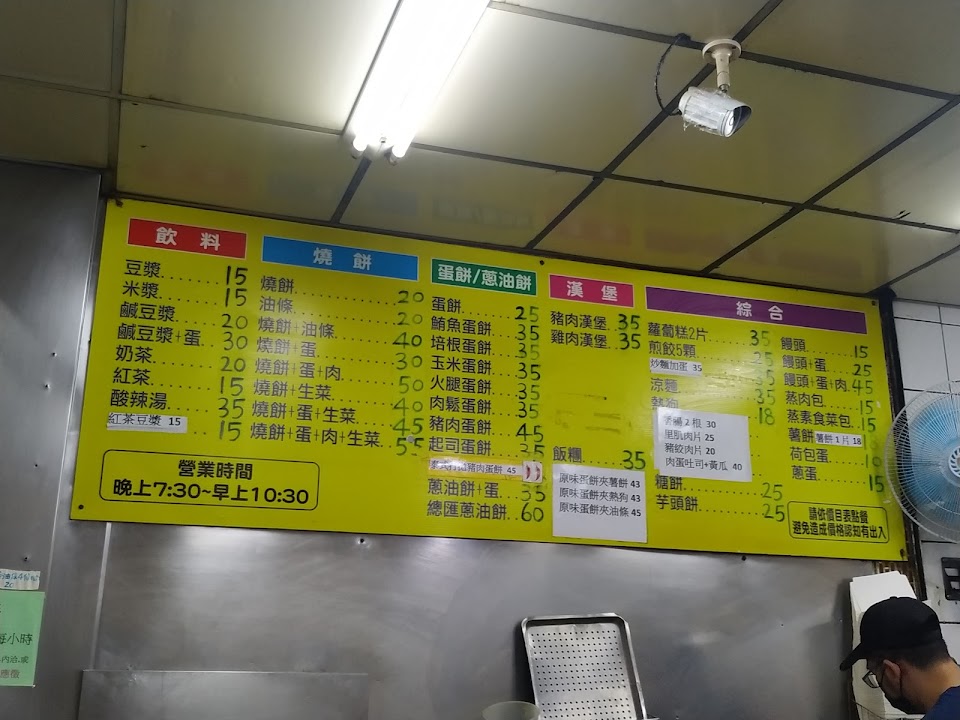 飲料
豆漿 15
米漿 15
鹹豆漿 20
鹹豆漿+蛋 30
奶茶 20
紅茶 15
酸辣湯 35
紅茶豆漿 15 15
營業時間
晚上7:30~早上10:30
燒餅
燒餅 20
油條 20
燒餅+油條 40
燒餅+蛋 30
燒餅+蛋+肉 50
燒餅+生菜 40
燒餅+蛋+生菜 45
燒餅+蛋+肉+生菜 55
蛋餅/蔥油餅
蛋餅 25
鮪魚蛋餅 35
培根蛋餅 35
玉米蛋餅 35
火腿蛋餅 35
肉鬆蛋餅 35
豬肉蛋餅 45
起司蛋餅 35
豬肉蛋餅 45
蔥油餅+蛋 35
總匯蔥油餅 60
漢堡
豬肉漢堡 35
雞肉漢堡 35
飯糰 35
原味蛋餅夾薯餅 43
原味蛋餅夾熱狗 43
原味蛋餅夾油條 45
綜合
蘿蔔糕2片 35
煎餃5顆 25
炒麵加蛋 35 35
涼麵 35
熱狗 18
2根 30
里肌肉片 25
豬絞肉片 20
肉蛋吐司+黃瓜 40
糖餅 25
芋頭餅 25
饅頭 15
饅頭+蛋 25
饅頭+蛋+肉 45
蒸肉包 15
蒸素食菜包 15
薯餅 薯餅1片18
荷包蛋 10
蔥蛋 15
請依價目表點餐
避免造成價格認知有出入
20
每小時